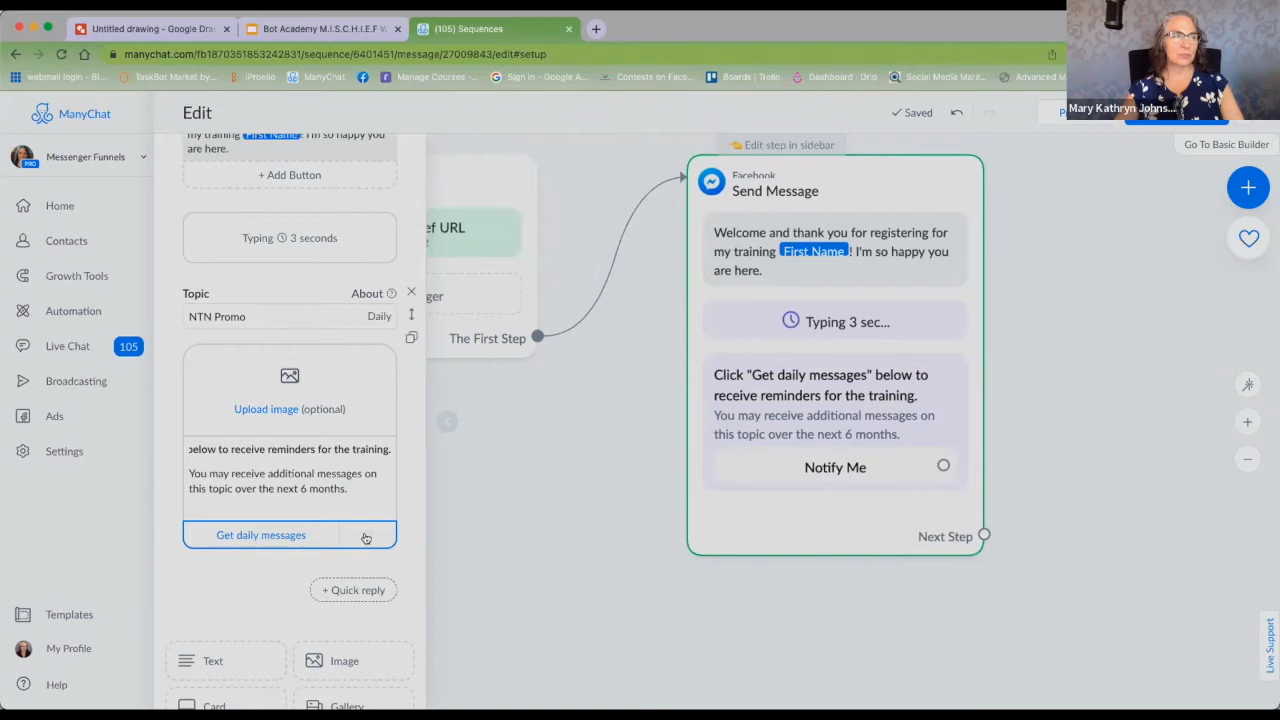 Untitled drawing - Google Dra
Bot Academy M.I.S.C.H.I.E.F W
(105) Sequences
manychat.com/fb1870351853242831/sequence/6401451/message/27009843/edit#setup
webmail login – Bl...
TaskBot Market by...
iProelio
ManyChat
Manage Courses -...
Sign in - Google A...
Contests on Face...
Boards | Trello
Dashboard · Drip
Social Media Mark...
Advanced M
Mary Kathryn Johns...
ManyChat
Edit
Saved
Go To Basic Builder
Messenger Funnels
PRO
Home
Contacts
Growth Tools
Automation
Live Chat
105
Broadcasting
Ads
Settings
Templates
My Profile
Help
my training First Name! I'm so happy you
are here.
+ Add Button
Typing 3 seconds
Topic
About
NTN Promo
Daily
Upload image (optional)
below to receive reminders for the training.
You may receive additional messages on
this topic over the next 6 months.
Get daily messages
+ Quick reply
Text
Image
Card
Gallery
ef URL
ger
The First Step
Edit step in sidebar
Facebook
Send Message
Welcome and thank you for registering for
my training First Name! I'm so happy you
are here.
Typing 3 sec...
Click "Get daily messages" below to
receive reminders for the training.
You may receive additional messages on
this topic over the next 6 months.
Notify Me
Next Step
Live Support